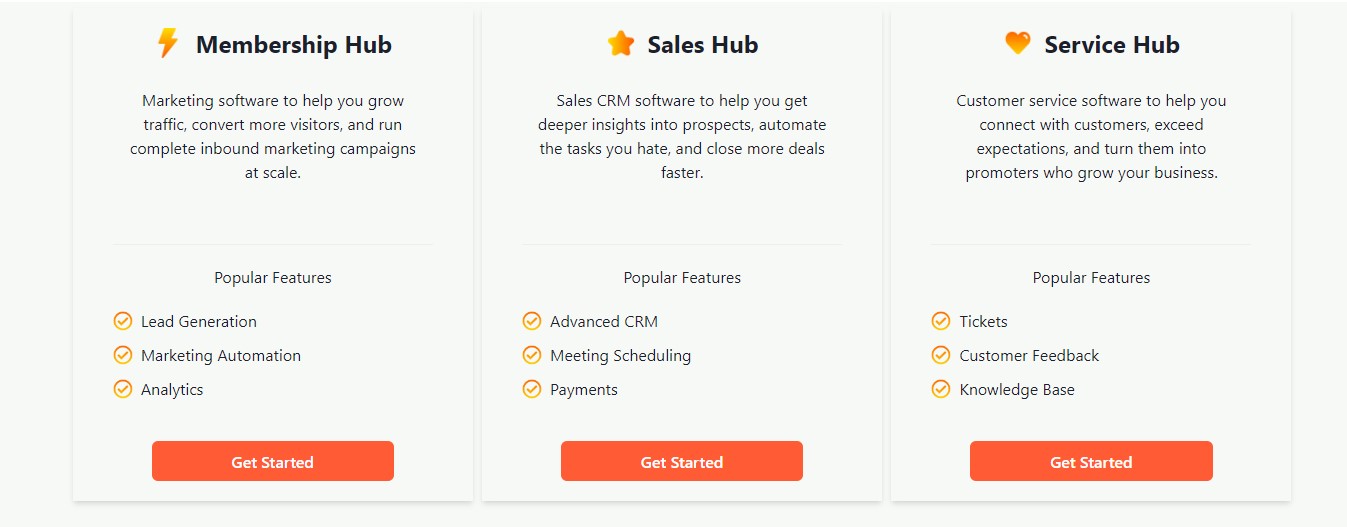 Membership Hub
Marketing software to help you grow
traffic, convert more visitors, and run
complete inbound marketing campaigns
at scale.
Popular Features
Lead Generation
Marketing Automation
Analytics
Get Started
Sales Hub
Sales CRM software to help you get
deeper insights into prospects, automate
the tasks you hate, and close more deals
faster.
Popular Features
Advanced CRM
Meeting Scheduling
Payments
Get Started
Service Hub
Customer service software to help you
connect with customers, exceed
expectations, and turn them into
promoters who grow your business.
Popular Features
Tickets
Customer Feedback
Knowledge Base
Get Started